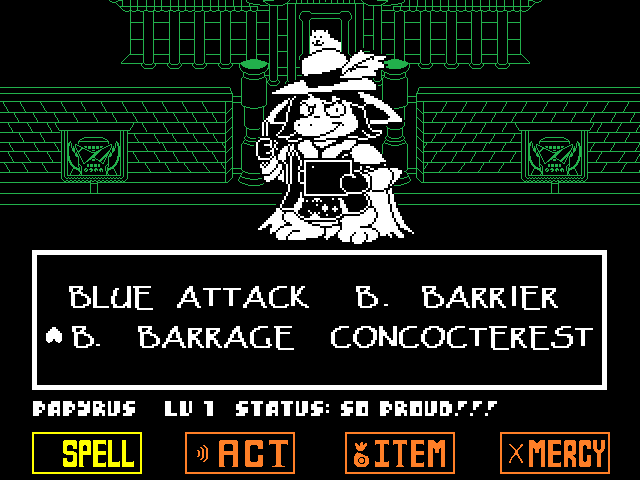 BLUE ATTACK B. BARRIER
B. BARRAGE CONCOCTEREST
PAPYRUS LV 1 STATUS: SO PROUD!!!
SPELL ACT ITEM MERCY